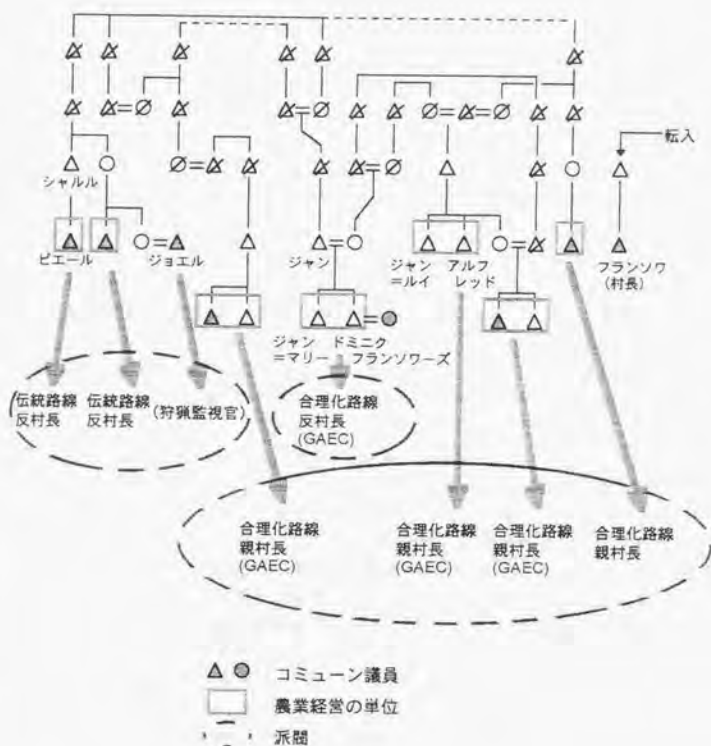 転入
シャルル
ピエール
ジョエル
ジャン
ジャン
＝ルイ
アルフ
レッド
フランソワ
（村長）
ジャン
＝マリー
ドミニク
フランソワーズ
伝統路線
反村長
伝統路線
反村長
(狩猟監視官)
合理化路線
反村長
(GAEC)
合理化路線
親村長
(GAEC)
合理化路線
親村長
(GAEC)
合理化路線
親村長
(GAEC)
合理化路線
親村長
コミューン議員
農業経営の単位
派閥